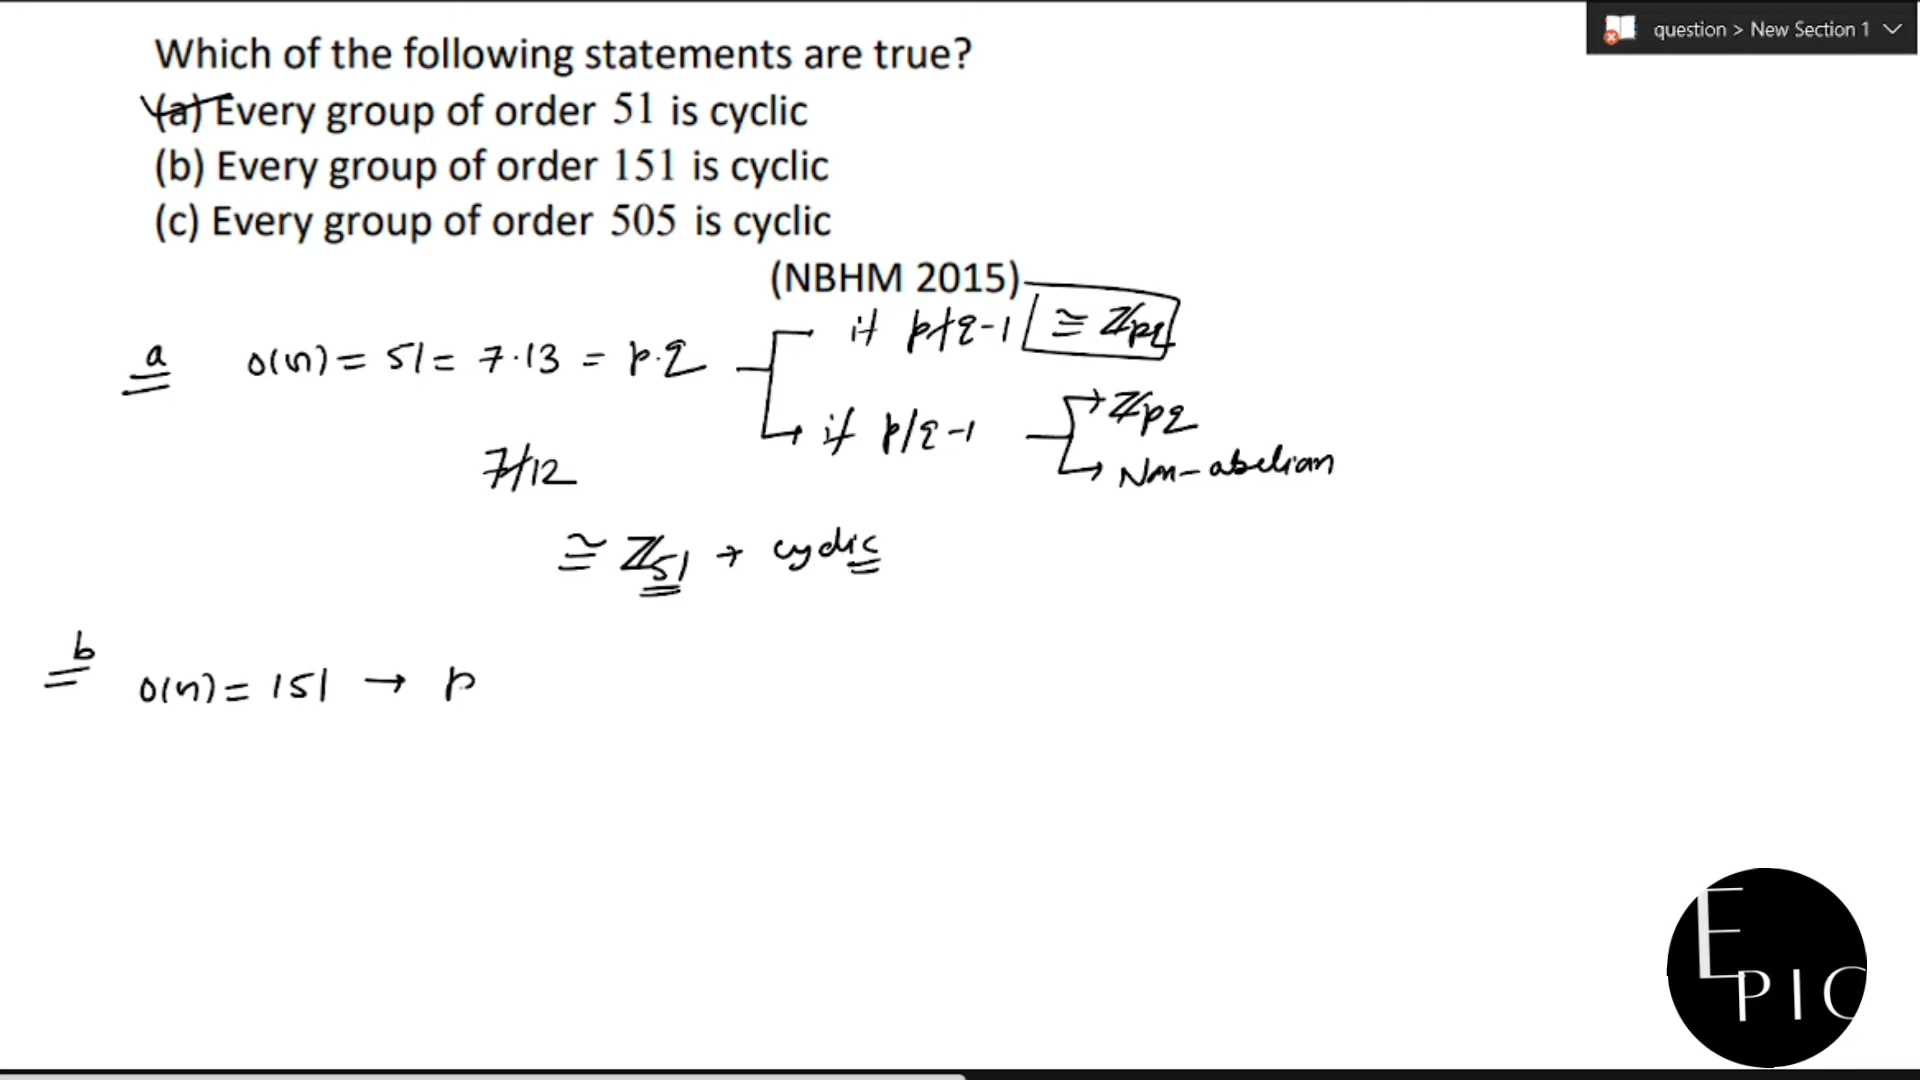 question > New Section 1
Which of the following statements are true?
(a) Every group of order 51 is cyclic
(b) Every group of order 151 is cyclic
(c) Every group of order 505 is cyclic
(NBHM 2015)
a o(n) = 51 = 7·13 = p·q
if p∤q-1 ≅ ℤpq
if p/q-1
ℤpq
Non-abelian
7∤12
≅ ℤ51 → cyclic
b
o(n) = 151 → p
EPIC